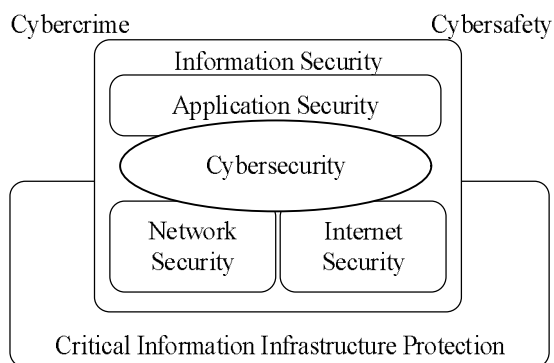 Cybercrime
Cybersafety
Information Security
Application Security
Cybersecurity
Network
Security
Internet
Security
Critical Information Infrastructure Protection